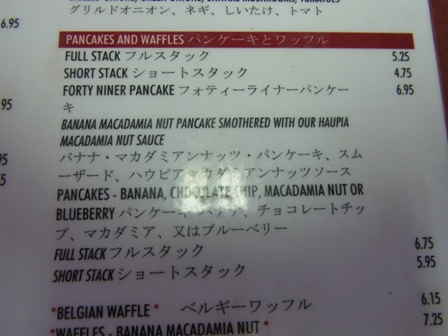 グリルドオニオン、ネギ、しいたけ、トマト
6.95
PANCAKES AND WAFFLES パンケーキとワッフル
FULL STACK フルスタック 5.25
SHORT STACK ショートスタック 4.75
FORTY NINER PANCAKE フォティーライナーパンケー 6.95
キ
BANANA MACADAMIA NUT PANCAKE SMOTHERED WITH OUR HAUPIA
MACADAMIA NUT SAUCE
バナナ・マカダミアンナッツ・パンケーキ、スム
ーザード、ハウピアマカダミアンナッツソース
PANCAKES - BANANA, CHOCOLATE CHIP, MACADAMIA NUT OR
BLUEBERRY パンケーキ バナナ、チョコレートチッ
プ、マカダミア、又はブルーベリー
FULL STACK フルスタック 6.75
SHORT STACK ショートスタック 5.95
*BELGIAN WAFFLE * ベルギーワッフル 6.15
*WAFFLES - BANANA MACADAMIA NUT * 7.25